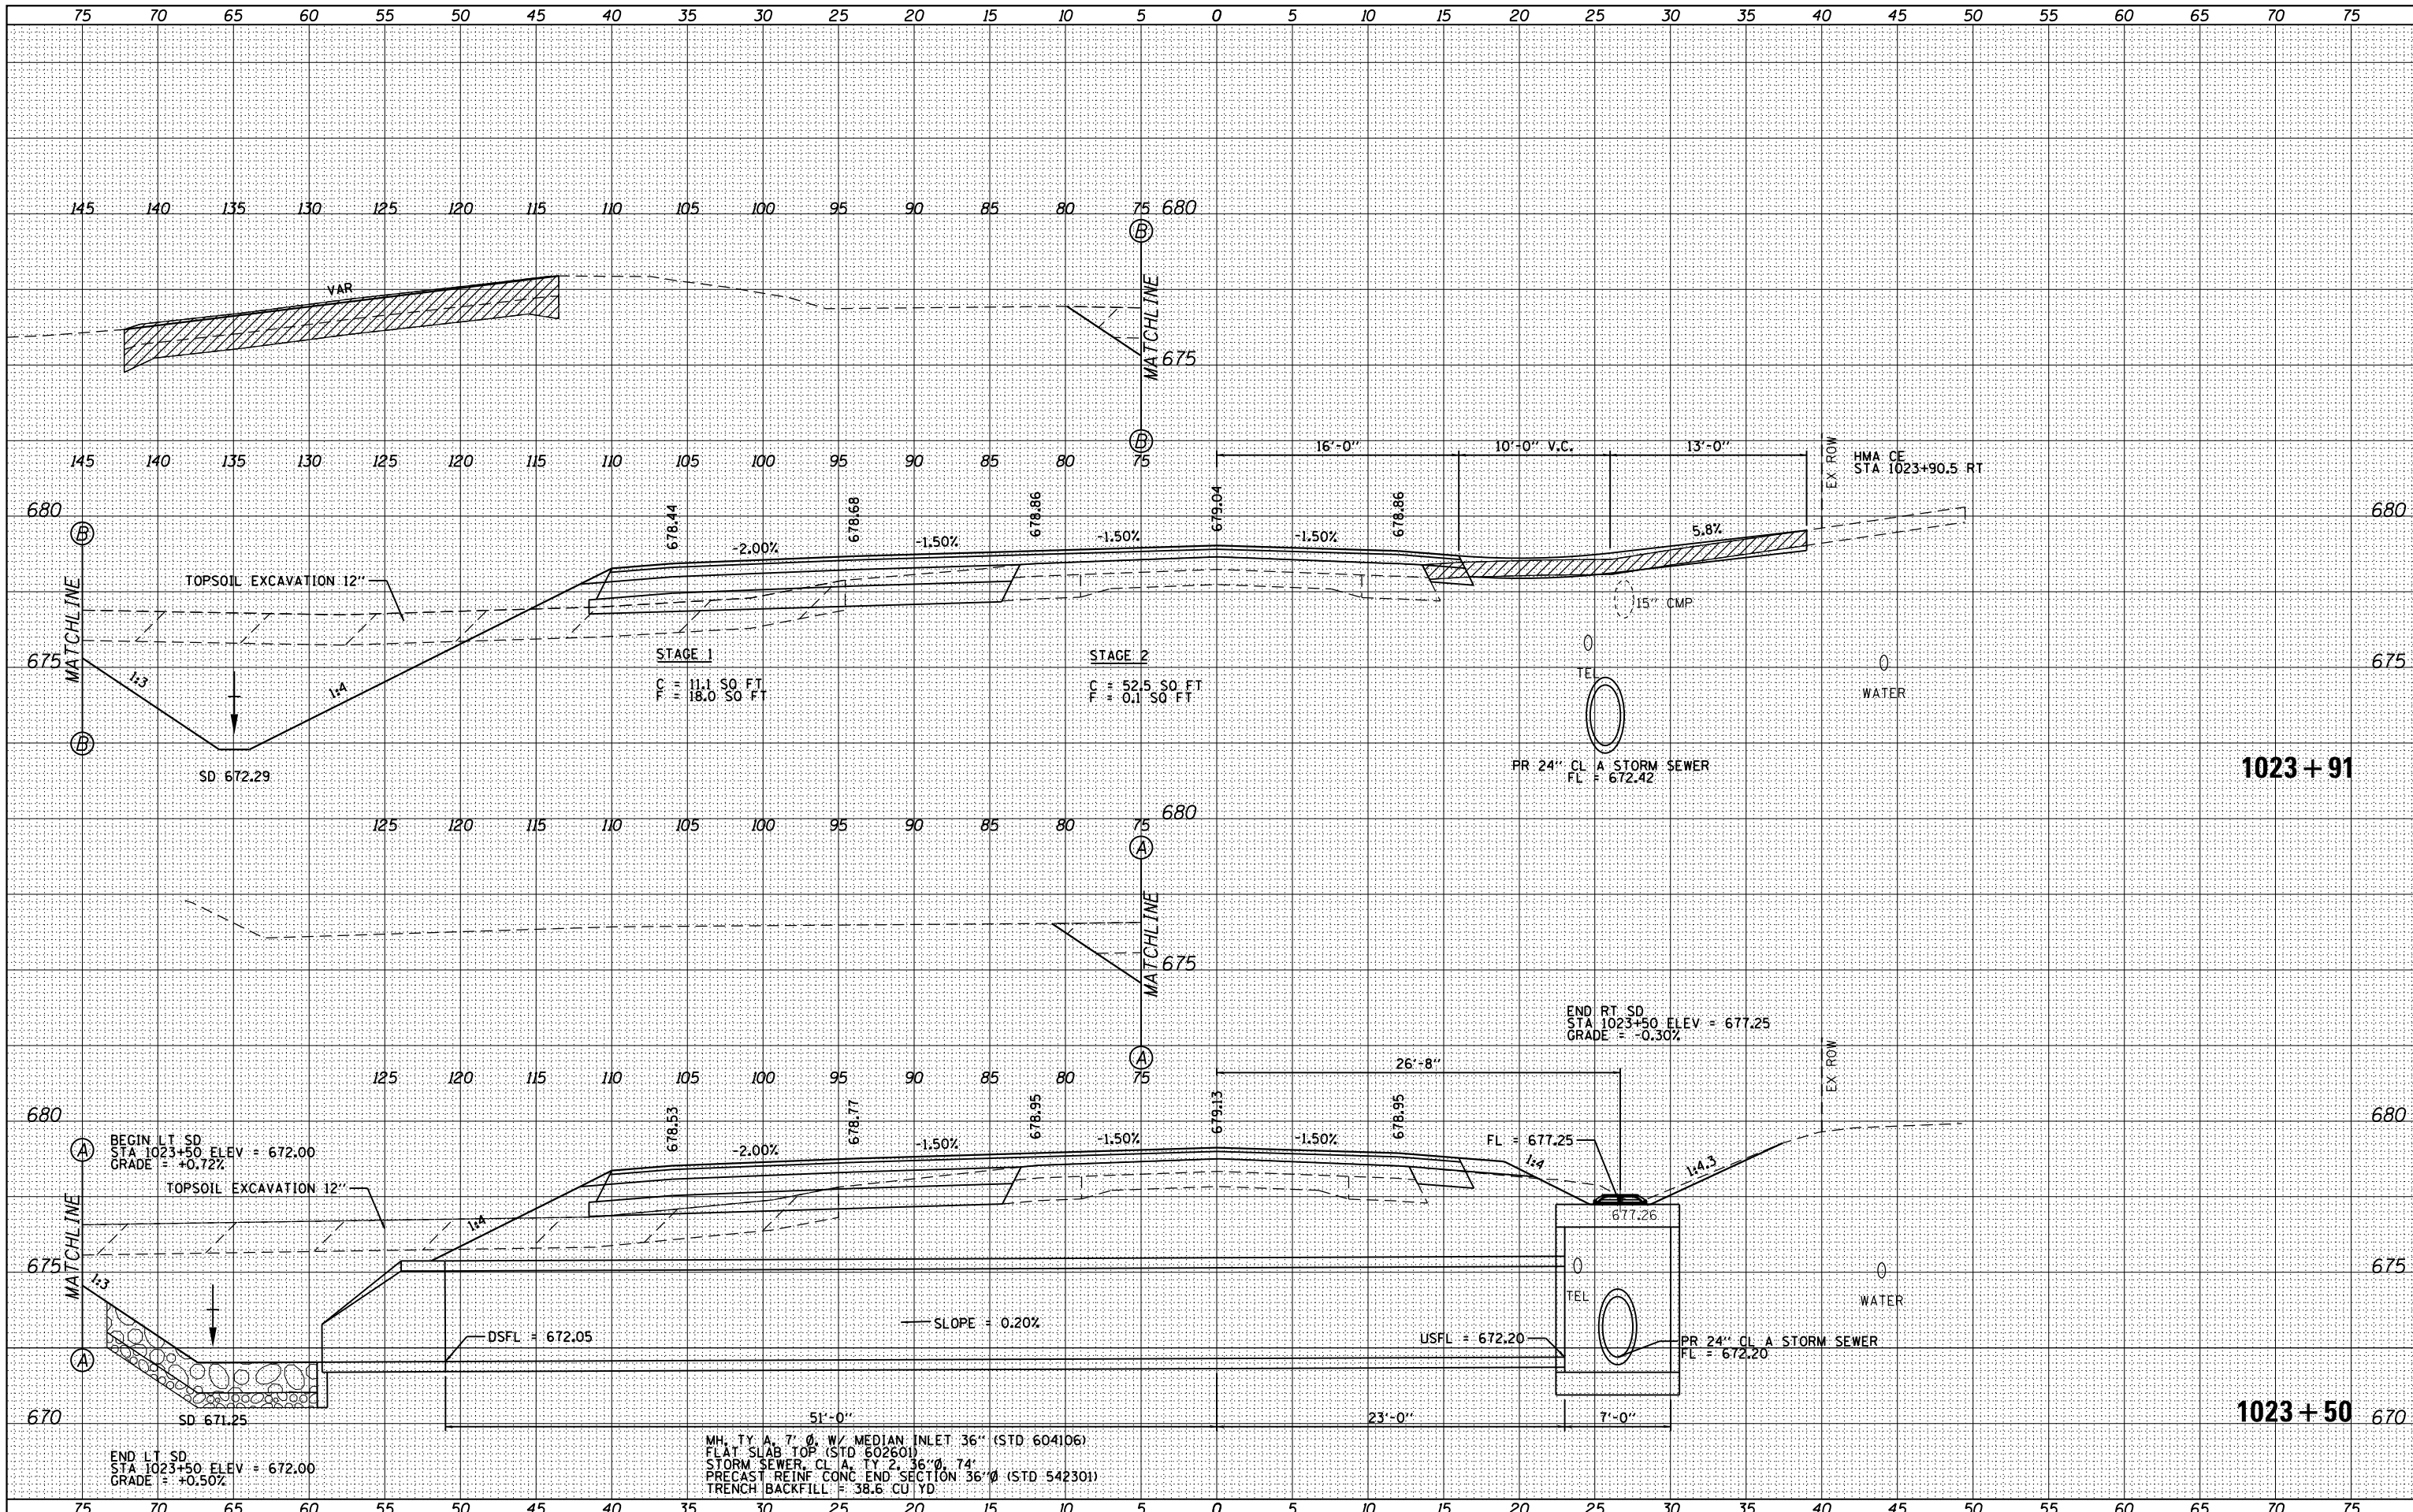 75 70 65 60 55 50 45 40 35 30 25 20 15 10 5 0 5 10 15 20 25 30 35 40 45 50 55 60 65 70 75
145 140 135 130 125 120 115 110 105 100 95 90 85 80 75 680
B
VAR
MATCHLINE
675
B
145 140 135 130 125 120 115 110 105 100 95 90 85 80 75
16'-0" 10'-0" V.C. 13'-0"
EX ROW
HMA CE
STA 1023+90.5 RT
680 680
B
MATCHLINE
678.44 678.68 678.86 679.04 678.86
-2.00% -1.50% -1.50% -1.50% 5.8%
TOPSOIL EXCAVATION 12"
15" CMP
675 675
1:3 1:4
STAGE 1
C = 11.1 SQ FT
F = 18.0 SQ FT
STAGE 2
C = 52.5 SQ FT
F = 0.1 SQ FT
TEL
WATER
B
SD 672.29
PR 24" CL A STORM SEWER
FL = 672.42
1023+91
125 120 115 110 105 100 95 90 85 80 75 680
A
MATCHLINE
675
A
END RT SD
STA 1023+50 ELEV = 677.25
GRADE = -0.30%
125 120 115 110 105 100 95 90 85 80 75
26'-8"
EX ROW
680 680
A
MATCHLINE
BEGIN LT SD
STA 1023+50 ELEV = 672.00
GRADE = +0.72%
678.53 678.77 678.95 679.13 678.95
-2.00% -1.50% -1.50% -1.50%
FL = 677.25
1:4 1:4.3
TOPSOIL EXCAVATION 12"
1:4
677.26
675 675
1:3
TEL
WATER
SLOPE = 0.20%
DSFL = 672.05
USFL = 672.20
PR 24" CL A STORM SEWER
FL = 672.20
A
SD 671.25
670 670
51'-0" 23'-0" 7'-0"
1023+50
END LT SD
STA 1023+50 ELEV = 672.00
GRADE = +0.50%
MH, TY A, 7' Ø, W/ MEDIAN INLET 36" (STD 604106)
FLAT SLAB TOP (STD 602601)
STORM SEWER, CL A, TY 2, 36"Ø, 74'
PRECAST REINF CONC END SECTION 36"Ø (STD 542301)
TRENCH BACKFILL = 38.6 CU YD
75 70 65 60 55 50 45 40 35 30 25 20 15 10 5 0 5 10 15 20 25 30 35 40 45 50 55 60 65 70 75